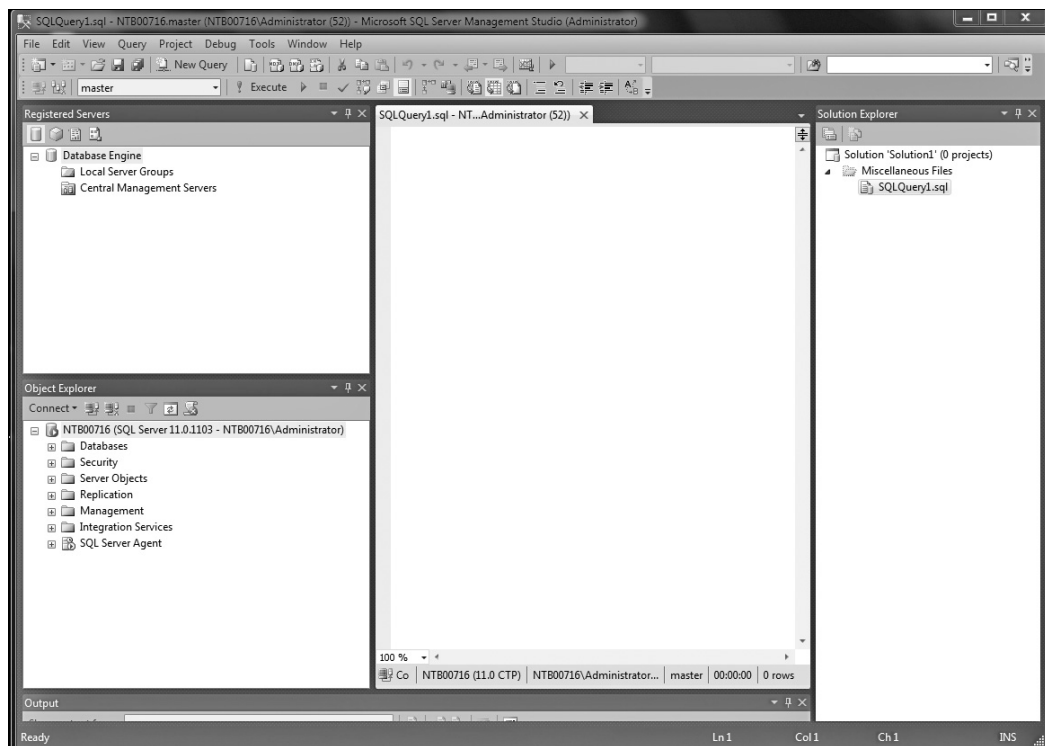 SQLQuery1.sql - NTB00716.master (NTB00716\Administrator (52)) - Microsoft SQL Server Management Studio (Administrator)
File Edit View Query Project Debug Tools Window Help
New Query
master
Execute
Registered Servers
Database Engine
Local Server Groups
Central Management Servers
Object Explorer
Connect
NTB00716 (SQL Server 11.0.1103 - NTB00716\Administrator)
Databases
Security
Server Objects
Replication
Management
Integration Services
SQL Server Agent
SQLQuery1.sql - NT...Administrator (52))
100 %
Co NTB00716 (11.0 CTP) NTB00716\Administrator... master 00:00:00 0 rows
Solution Explorer
Solution 'Solution1' (0 projects)
Miscellaneous Files
SQLQuery1.sql
Output
Ready Ln 1 Col 1 Ch 1 INS